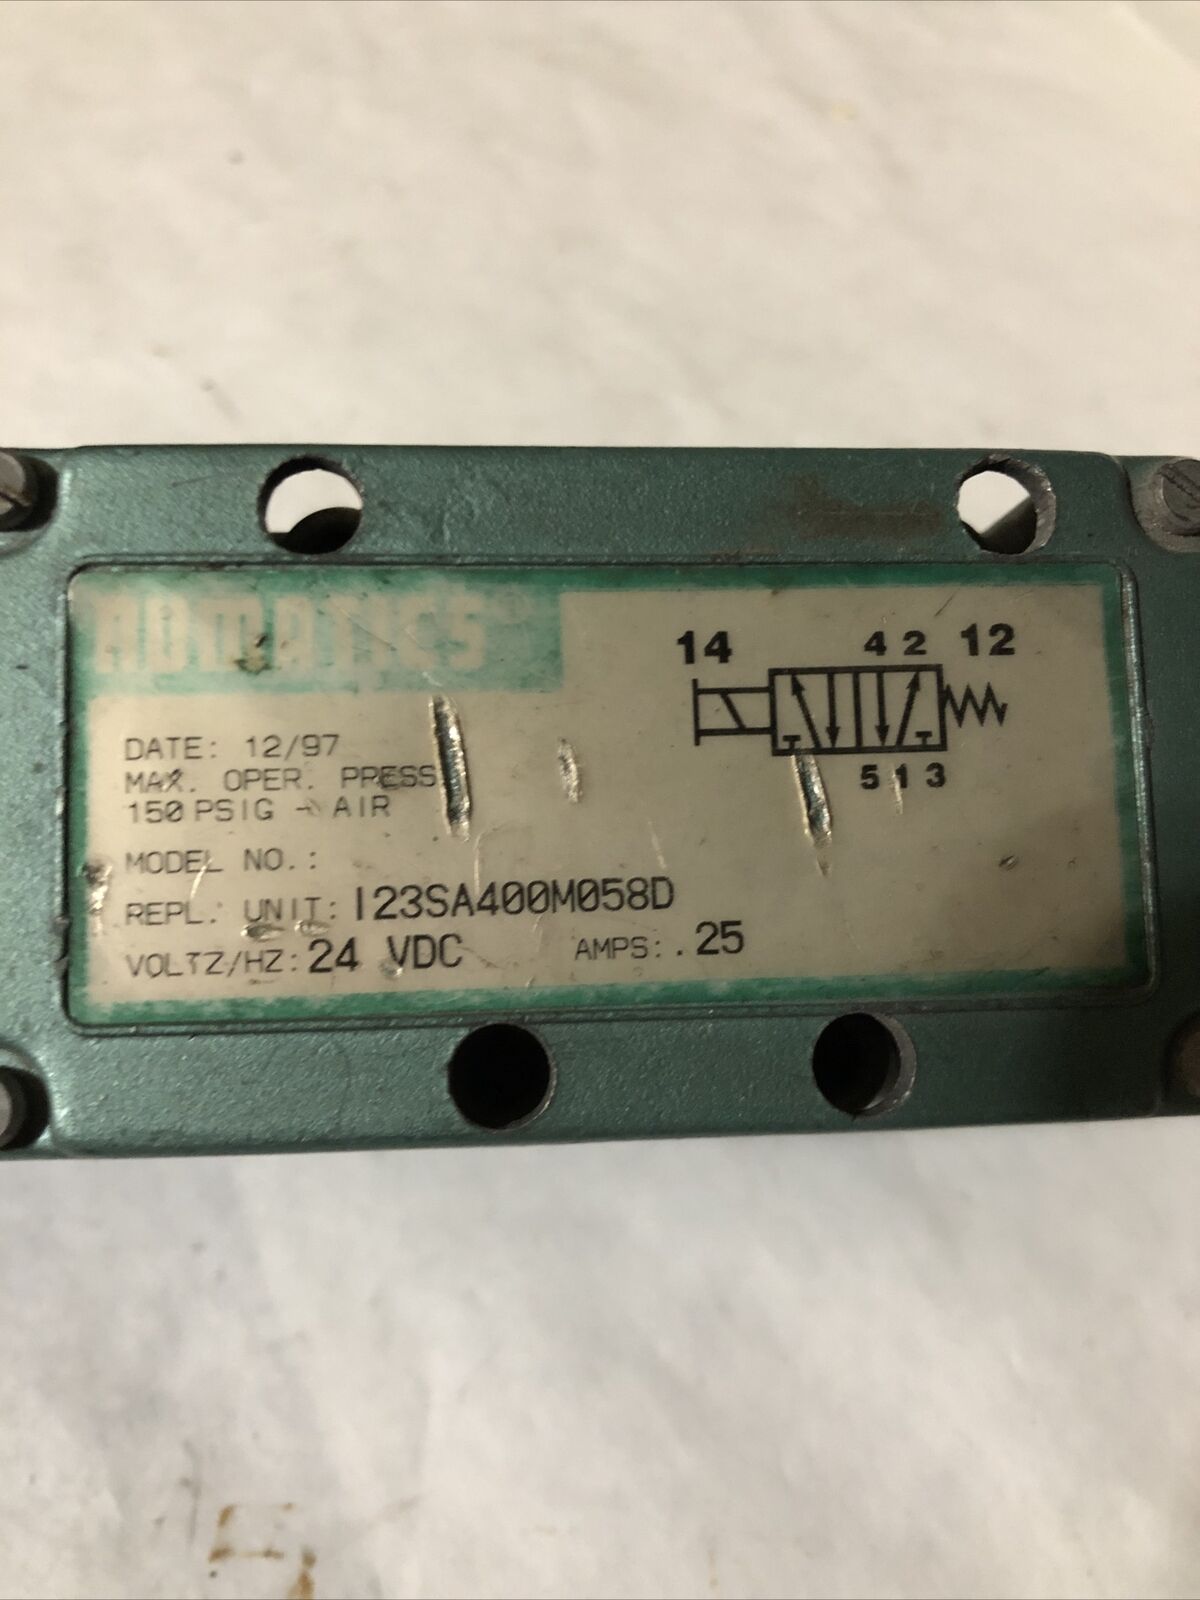 NUMATICS®
14 4 2 12
5 1 3
DATE: 12/97
MAX. OPER. PRESS
150 PSIG - AIR
MODEL NO.:
REPL. UNIT: I23SA400M058D
VOLTZ/HZ: 24 VDC AMPS: .25